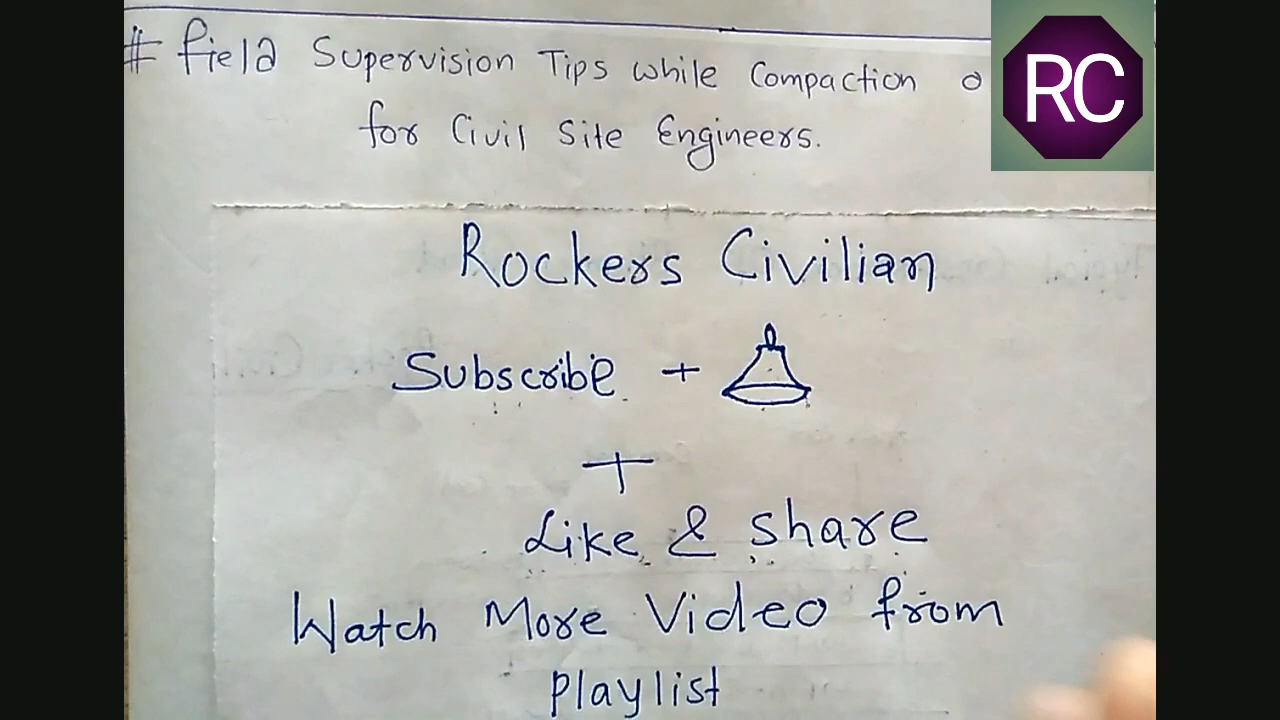 # Field Supervision Tips while Compaction o
RC
for Civil Site Engineers.
Rockers Civilian
Subscribe +
+
Like & share
Watch More Video from
playlist